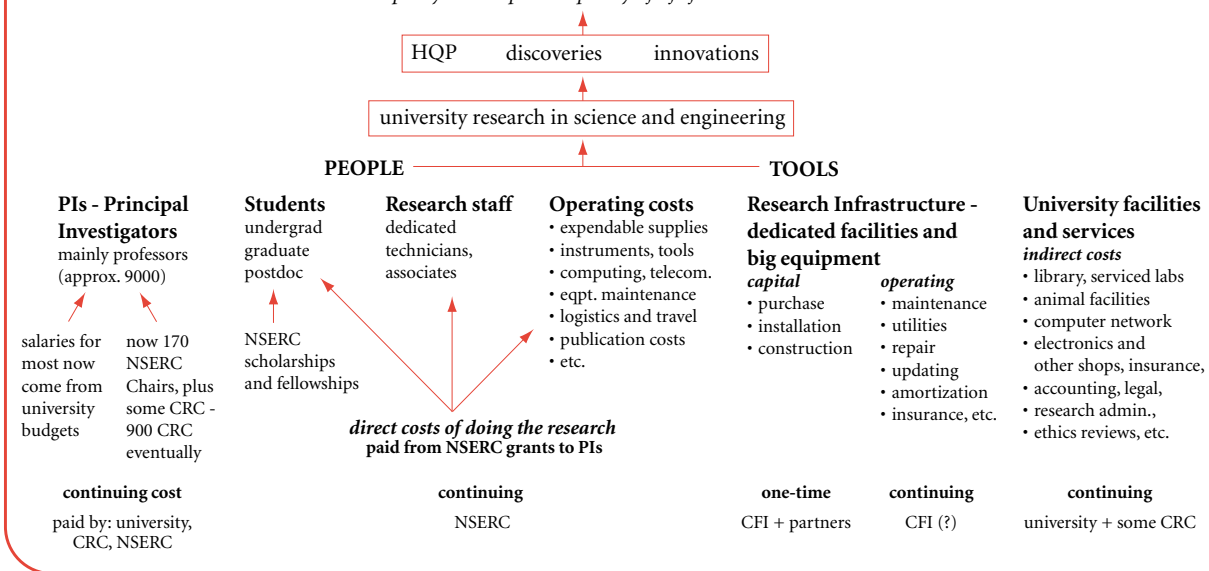 HQP discoveries innovations
university research in science and engineering
PEOPLE TOOLS
PIs - Principal
Investigators
mainly professors
(approx. 9000)
salaries for
most now
come from
university
budgets
now 170
NSERC
Chairs, plus
some CRC -
900 CRC
eventually
Students
undergrad
graduate
postdoc
NSERC
scholarships
and fellowships
Research staff
dedicated
technicians,
associates
direct costs of doing the research
paid from NSERC grants to PIs
Operating costs
• expendable supplies
• instruments, tools
• computing, telecom.
• eqpt. maintenance
• logistics and travel
• publication costs
• etc.
Research Infrastructure -
dedicated facilities and
big equipment
capital
• purchase
• installation
• construction
operating
• maintenance
• utilities
• repair
• updating
• amortization
• insurance, etc.
University facilities
and services
indirect costs
• library, serviced labs
• animal facilities
• computer network
• electronics and
other shops, insurance,
• accounting, legal,
• research admin.,
• ethics reviews, etc.
continuing cost
paid by: university,
CRC, NSERC
continuing
NSERC
one-time
CFI + partners
continuing
CFI (?)
continuing
university + some CRC